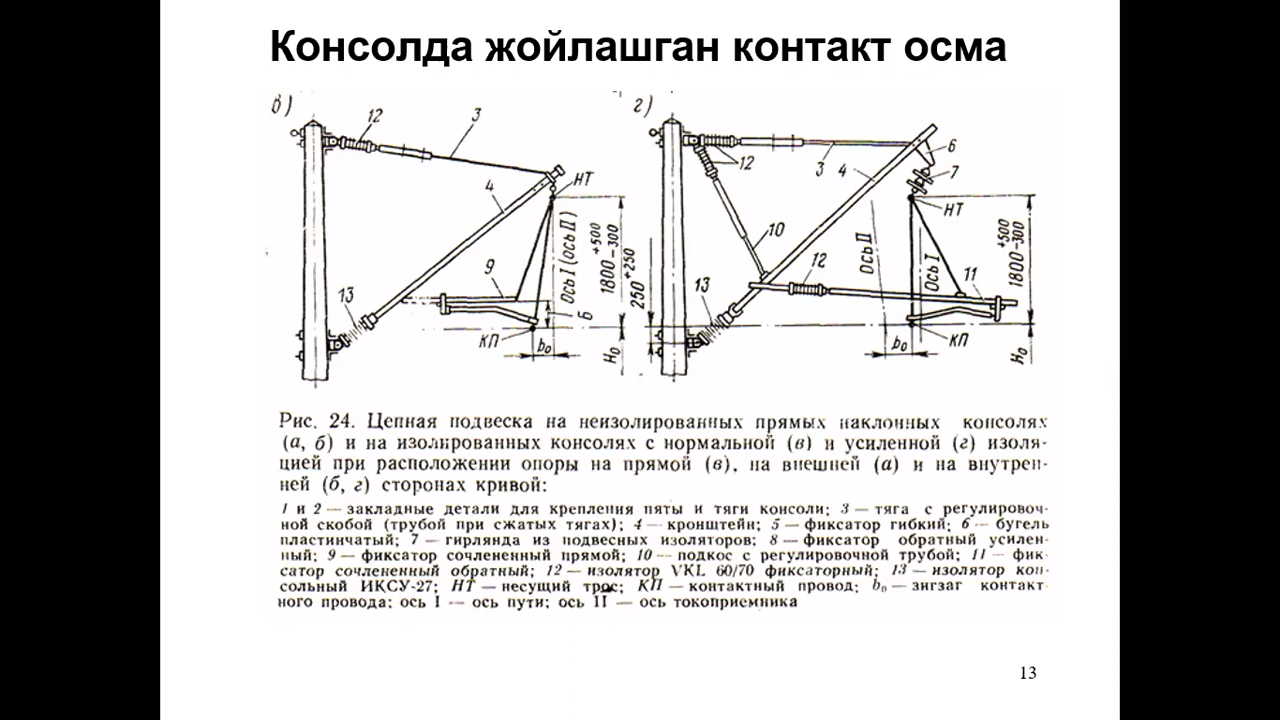 Консолда жойлашган контакт осма
в)
12
3
4
НТ
9
13
КП
b₀
Б
Ось I (ось II)
1800 +500 −300
H₀
г)
12
3
4
6
7
НТ
10
12
11
13
250 +250
Ось II
Ось I
1800 +500 −300
КП
b₀
H₀
Рис. 24. Цепная подвеска на неизолированных прямых наклонных консолях
(а, б) и на изолированных консолях с нормальной (в) и усиленной (г) изоля-
цией при расположении опоры на прямой (в), на внешней (а) и на внутрен-
ней (б, г) сторонах кривой:
1 и 2 — закладные детали для крепления пяты и тяги консоли; 3 — тяга с регулировоч-
ной скобой (трубой при сжатых тягах); 4 — кронштейн; 5 — фиксатор гибкий; 6 — бугель
пластинчатый; 7 — гирлянда из подвесных изоляторов; 8 — фиксатор обратный усилен-
ный; 9 — фиксатор сочлененный прямой; 10 — подкос с регулировочной трубой; 11 — фик-
сатор сочлененный обратный; 12 — изолятор VKL 60/70 фиксаторный; 13 — изолятор кон-
сольный ИКСУ-27; НТ — несущий трос; КП — контактный провод; b₀ — зигзаг контакт-
ного провода; ось I — ось пути; ось II — ось токоприемника
13